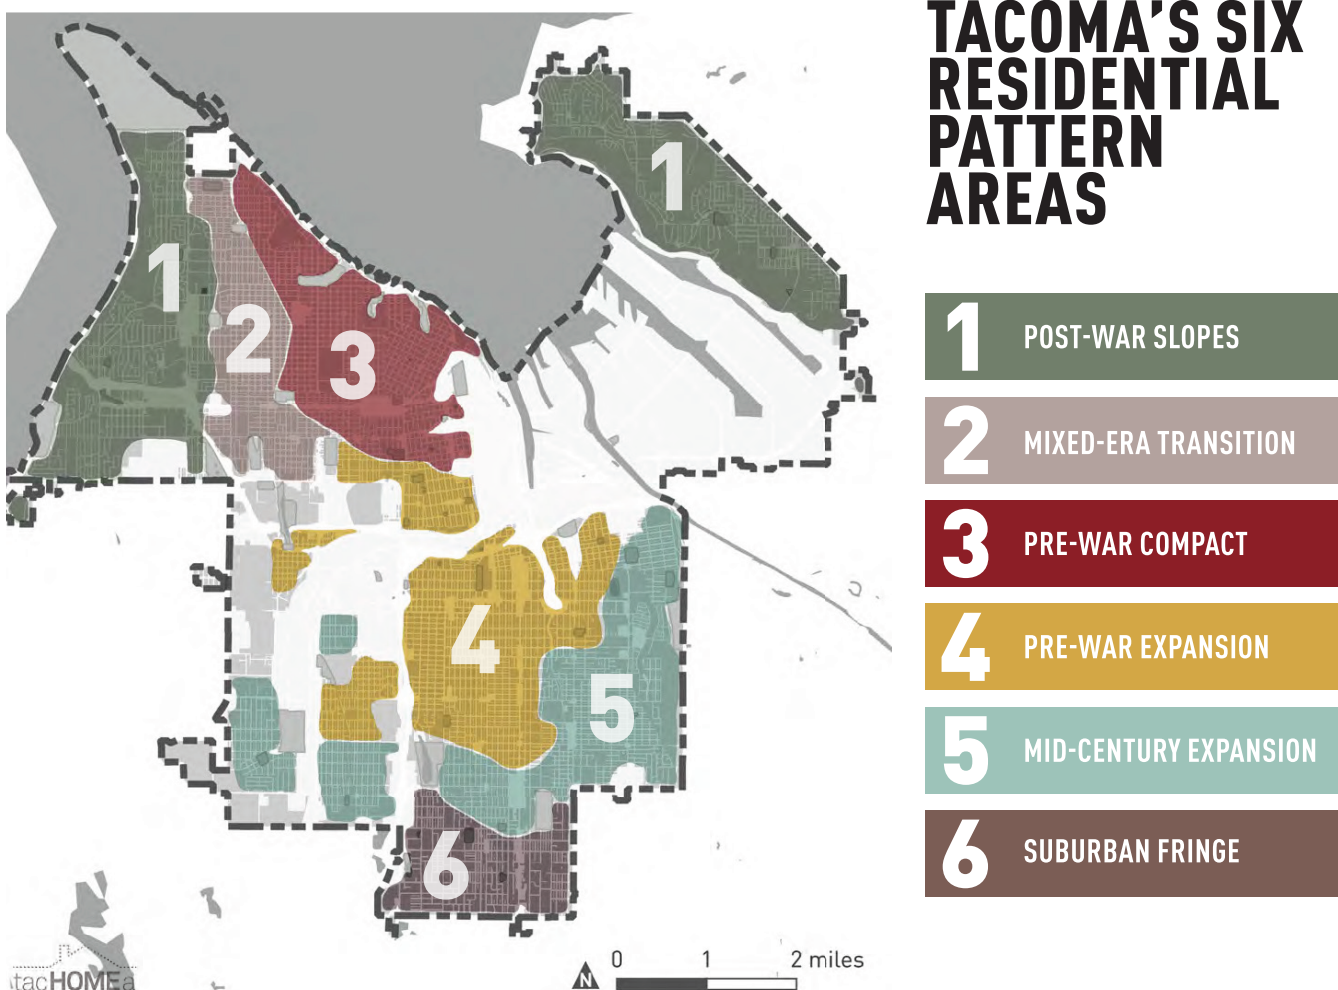 TACOMA'S SIX
RESIDENTIAL
PATTERN
AREAS
1
1
2
3
4
5
6
1 POST-WAR SLOPES
2 MIXED-ERA TRANSITION
3 PRE-WAR COMPACT
4 PRE-WAR EXPANSION
5 MID-CENTURY EXPANSION
6 SUBURBAN FRINGE
tacHOMEa
N
0 1 2 miles